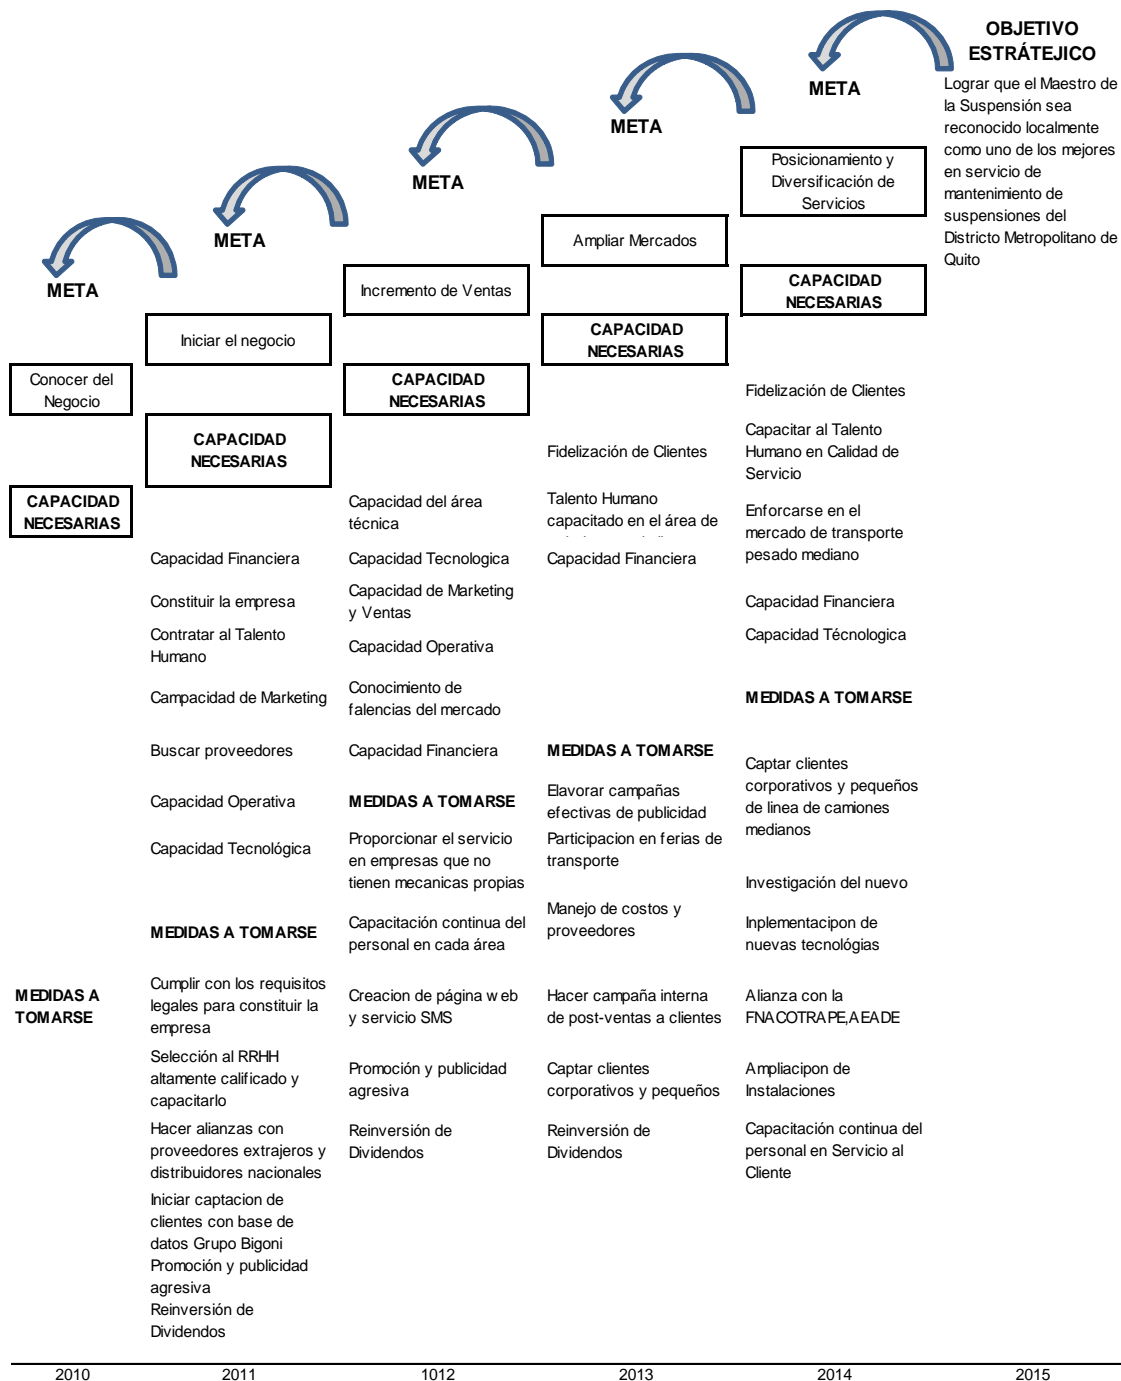 META
Conocer del
Negocio
CAPACIDAD
NECESARIAS
MEDIDAS A
TOMARSE
2010
META
Iniciar el negocio
CAPACIDAD
NECESARIAS
Capacidad Financiera
Constituir la empresa
Contratar al Talento
Humano
Campacidad de Marketing
Buscar proveedores
Capacidad Operativa
Capacidad Tecnológica
MEDIDAS A TOMARSE
Cumplir con los requisitos
legales para constituir la
empresa
Selección al RRHH
altamente calificado y
capacitarlo
Hacer alianzas con
proveedores extrajeros y
distribuidores nacionales
Iniciar captacion de
clientes con base de
datos Grupo Bigoni
Promoción y publicidad
agresiva
Reinversión de
Dividendos
2011
META
Incremento de Ventas
CAPACIDAD
NECESARIAS
Capacidad del área
técnica
Capacidad Tecnologica
Capacidad de Marketing
y Ventas
Capacidad Operativa
Conocimiento de
falencias del mercado
Capacidad Financiera
MEDIDAS A TOMARSE
Proporcionar el servicio
en empresas que no
tienen mecanicas propias
Capacitación continua del
personal en cada área
Creacion de página web
y servicio SMS
Promoción y publicidad
agresiva
Reinversión de
Dividendos
1012
META
Ampliar Mercados
CAPACIDAD
NECESARIAS
Fidelización de Clientes
Talento Humano
capacitado en el área de
Capacidad Financiera
MEDIDAS A TOMARSE
Elavorar campañas
efectivas de publicidad
Participacion en ferias de
transporte
Manejo de costos y
proveedores
Hacer campaña interna
de post-ventas a clientes
Captar clientes
corporativos y pequeños
Reinversión de
Dividendos
2013
META
Posicionamiento y
Diversificación de
Servicios
CAPACIDAD
NECESARIAS
Fidelización de Clientes
Capacitar al Talento
Humano en Calidad de
Servicio
Enforcarse en el
mercado de transporte
pesado mediano
Capacidad Financiera
Capacidad Técnologica
MEDIDAS A TOMARSE
Captar clientes
corporativos y pequeños
de linea de camiones
medianos
Investigación del nuevo
Inplementacipon de
nuevas tecnológias
Alianza con la
FNACOTRAPE,AEADE
Ampliacipon de
Instalaciones
Capacitación continua del
personal en Servicio al
Cliente
2014
OBJETIVO
ESTRÁTEJICO
Lograr que el Maestro de
la Suspensión sea
reconocido localmente
como uno de los mejores
en servicio de
mantenimiento de
suspensiones del
Districto Metropolitano de
Quito
2015